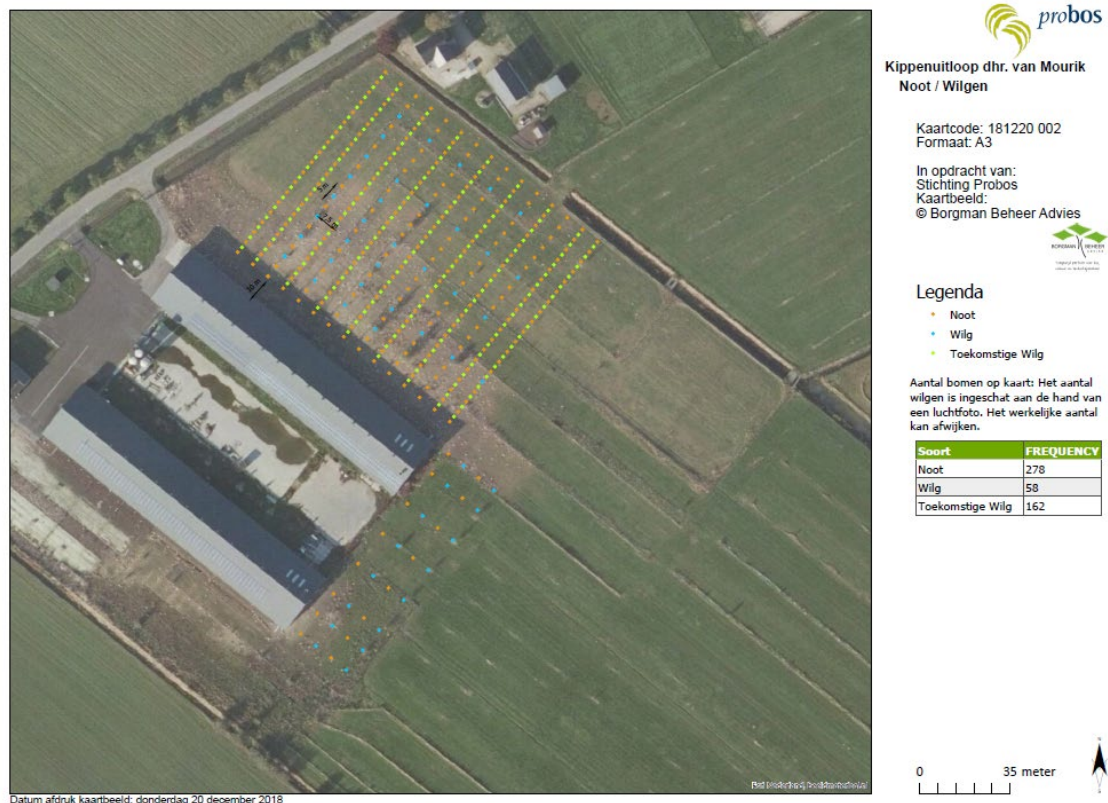 probos
Kippenuitloop dhr. van Mourik
Noot / Wilgen
Kaartcode: 181220 002
Formaat: A3
In opdracht van:
Stichting Probos
Kaartbeeld:
© Borgman Beheer Advies
BORGMAN BEHEER
Legenda
Noot
Wilg
Toekomstige Wilg
Aantal bomen op kaart: Het aantal
wilgen is ingeschat aan de hand van
een luchtfoto. Het werkelijke aantal
kan afwijken.
Soort FREQUENCY
Noot 278
Wilg 58
Toekomstige Wilg 162
10 m
0 35 meter
Datum afdruk kaartbeeld: donderdag 20 december 2018